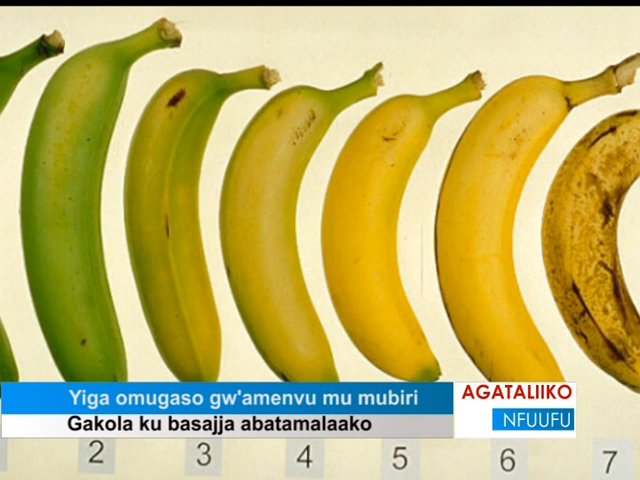 Yiga omugaso gw'amenvu mu mubiri
Gakola ku basajja abatamalaako
AGATALIIKO
NFUUFU
2 3 4 5 6 7